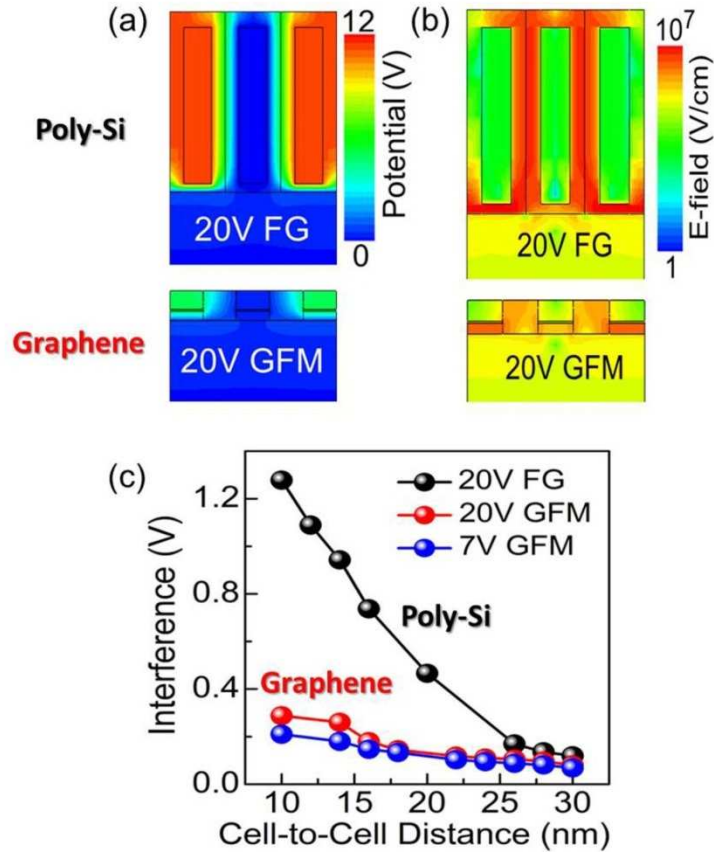 (a)
12
Potential (V)
0
(b)
10⁷
E-field (V/cm)
1
Poly-Si
20V FG
20V FG
Graphene
20V GFM
20V GFM
(c)
20V FG
20V GFM
7V GFM
Poly-Si
Graphene
Interference (V)
1.2
0.8
0.4
0.0
10 15 20 25 30
Cell-to-Cell Distance (nm)